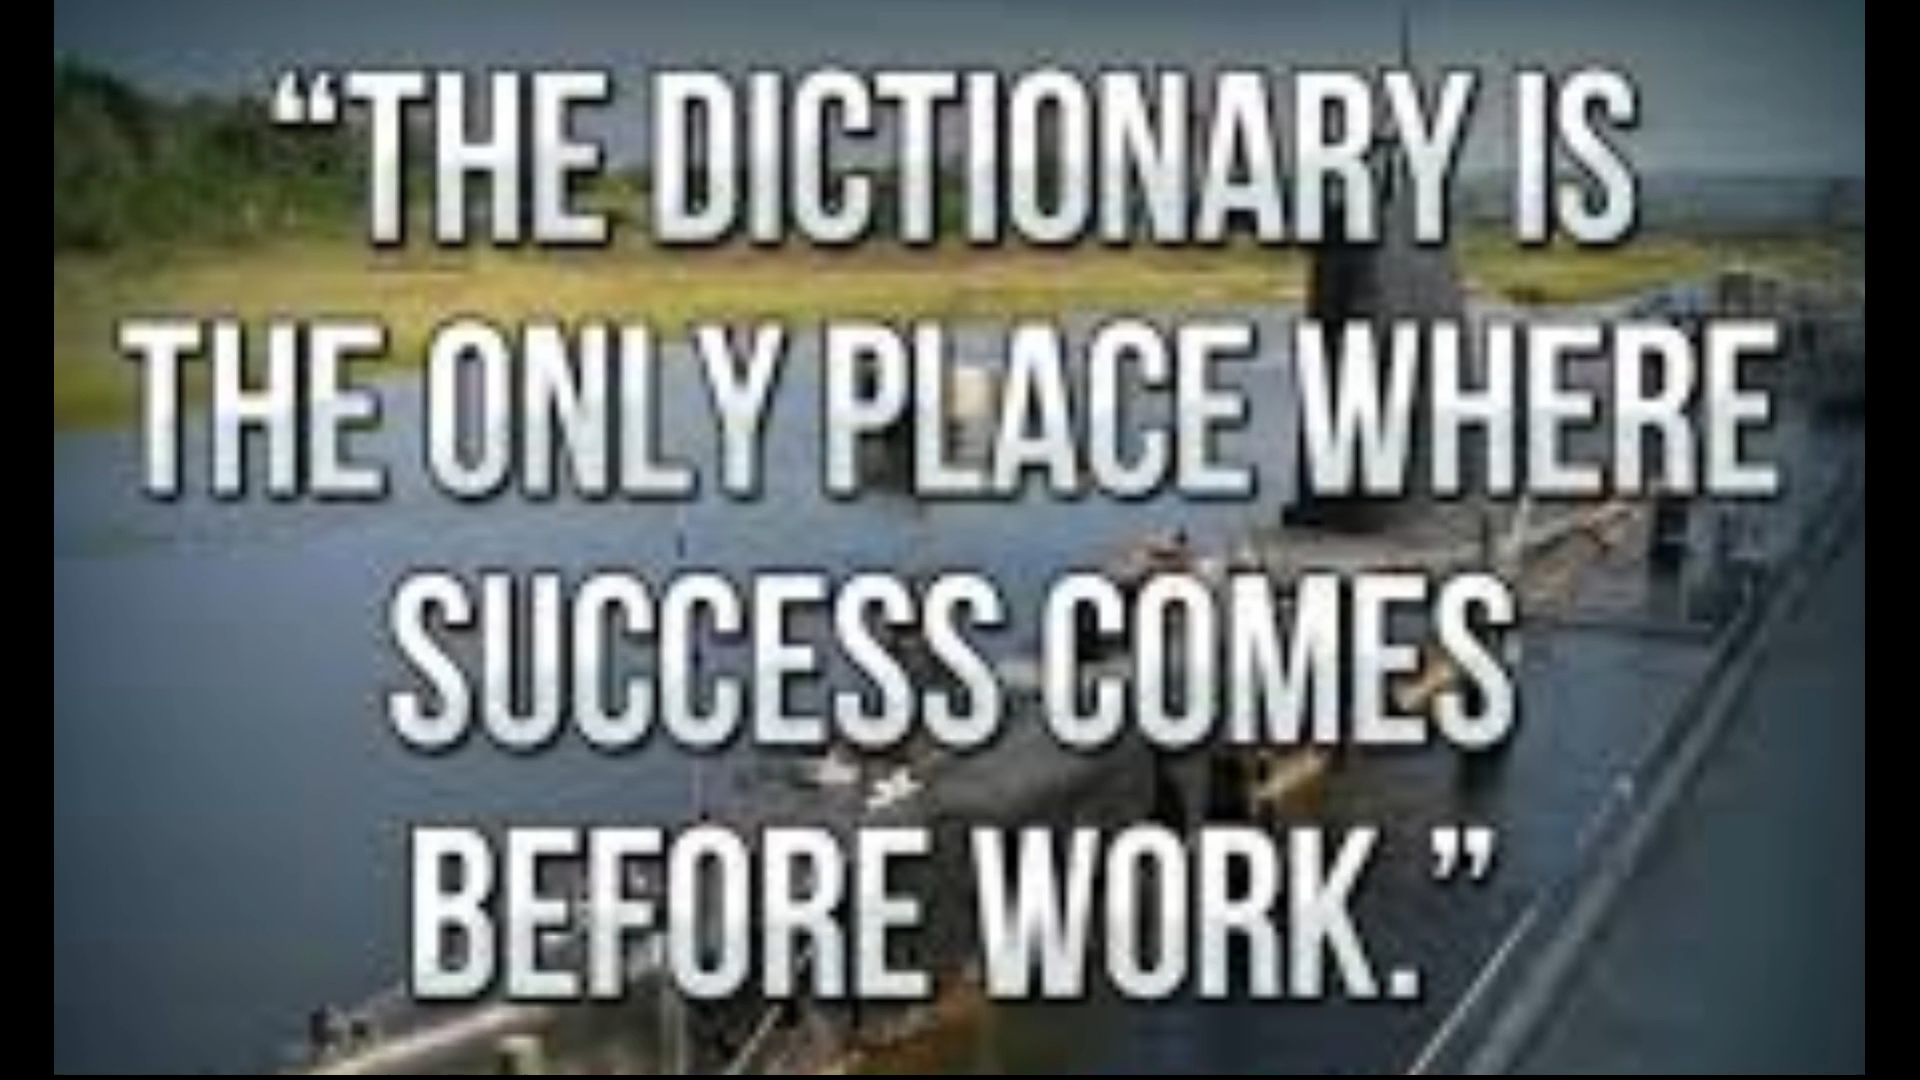 “THE DICTIONARY IS
THE ONLY PLACE WHERE
SUCCESS COMES
BEFORE WORK.”